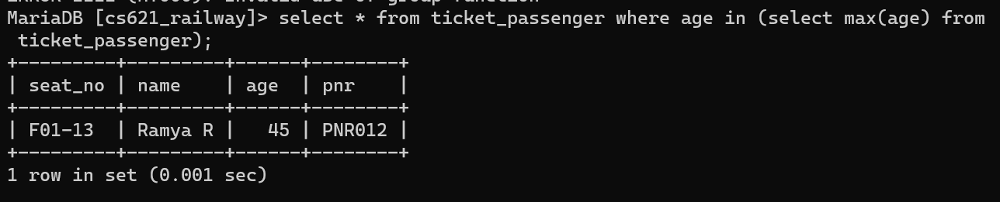 MariaDB [cs621_railway]> select * from ticket_passenger where age in (select max(age) from
 ticket_passenger);
+---------+---------+------+--------+
| seat_no | name    | age  | pnr    |
+---------+---------+------+--------+
| F01-13  | Ramya R |   45 | PNR012 |
+---------+---------+------+--------+
1 row in set (0.001 sec)